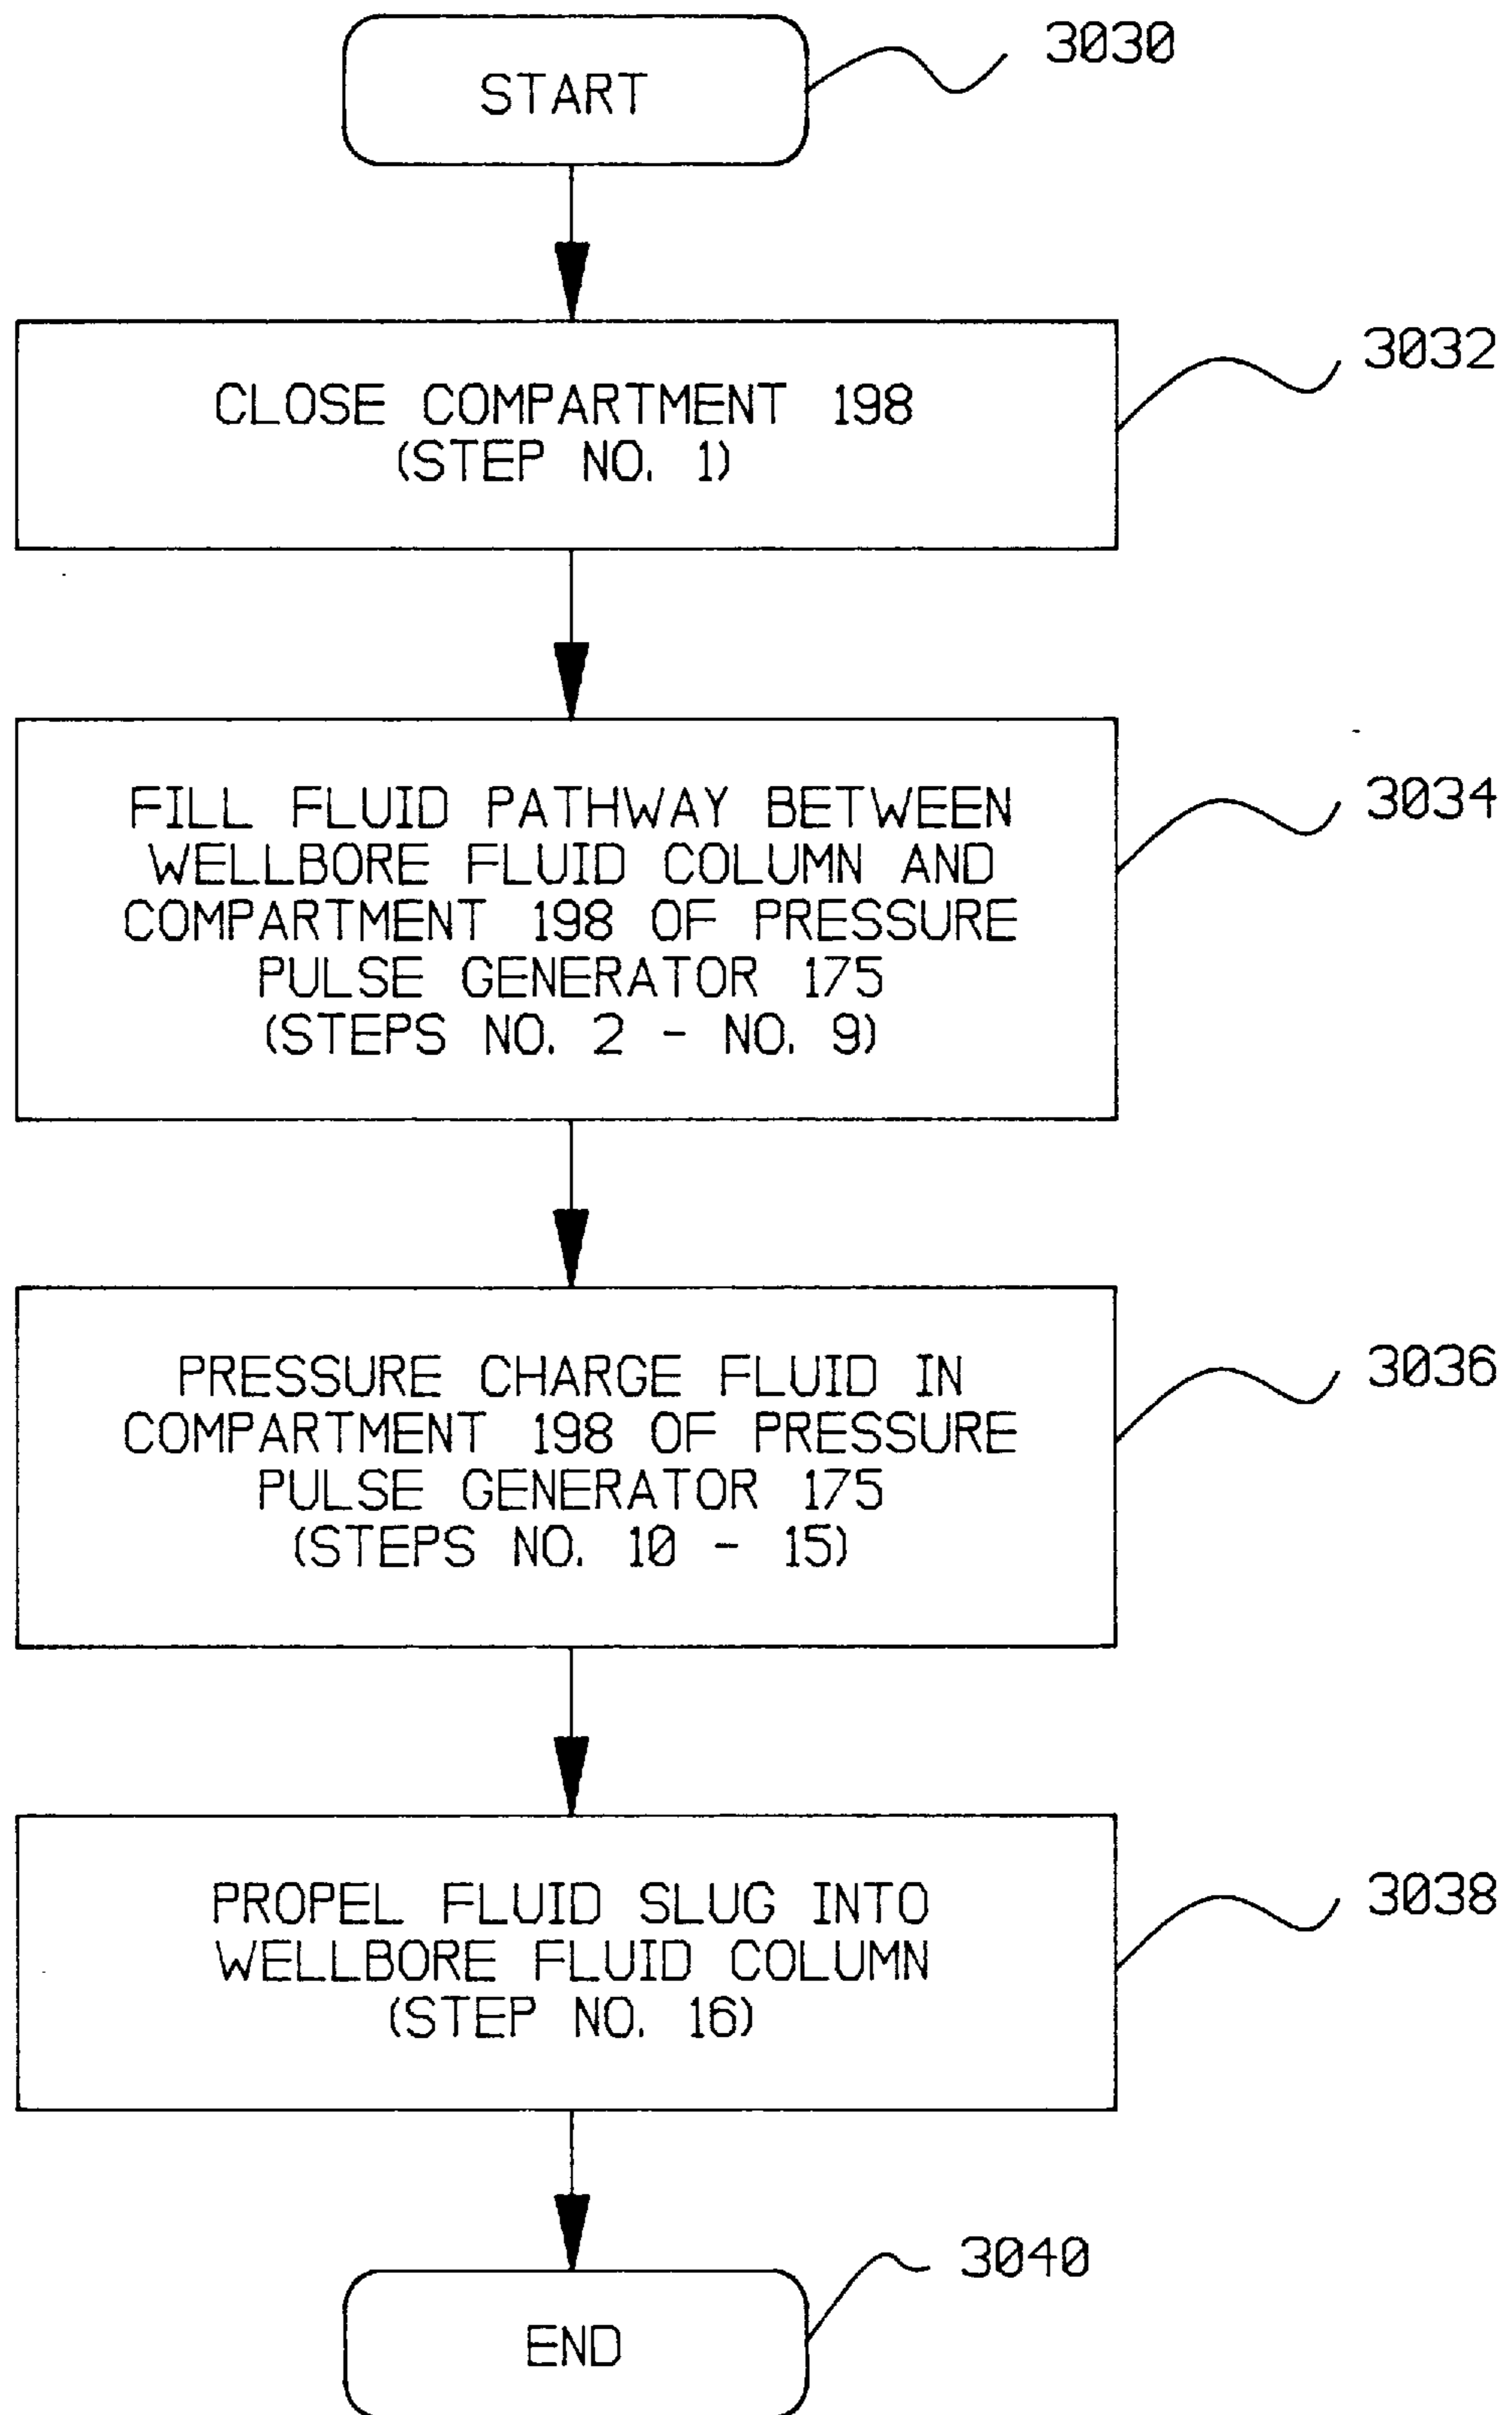 START
3030
CLOSE COMPARTMENT 198
(STEP NO. 1)
3032
FILL FLUID PATHWAY BETWEEN
WELLBORE FLUID COLUMN AND
COMPARTMENT 198 OF PRESSURE
PULSE GENERATOR 175
(STEPS NO. 2 - NO. 9)
3034
PRESSURE CHARGE FLUID IN
COMPARTMENT 198 OF PRESSURE
PULSE GENERATOR 175
(STEPS NO. 10 - 15)
3036
PROPEL FLUID SLUG INTO
WELLBORE FLUID COLUMN
(STEP NO. 16)
3038
END
3040